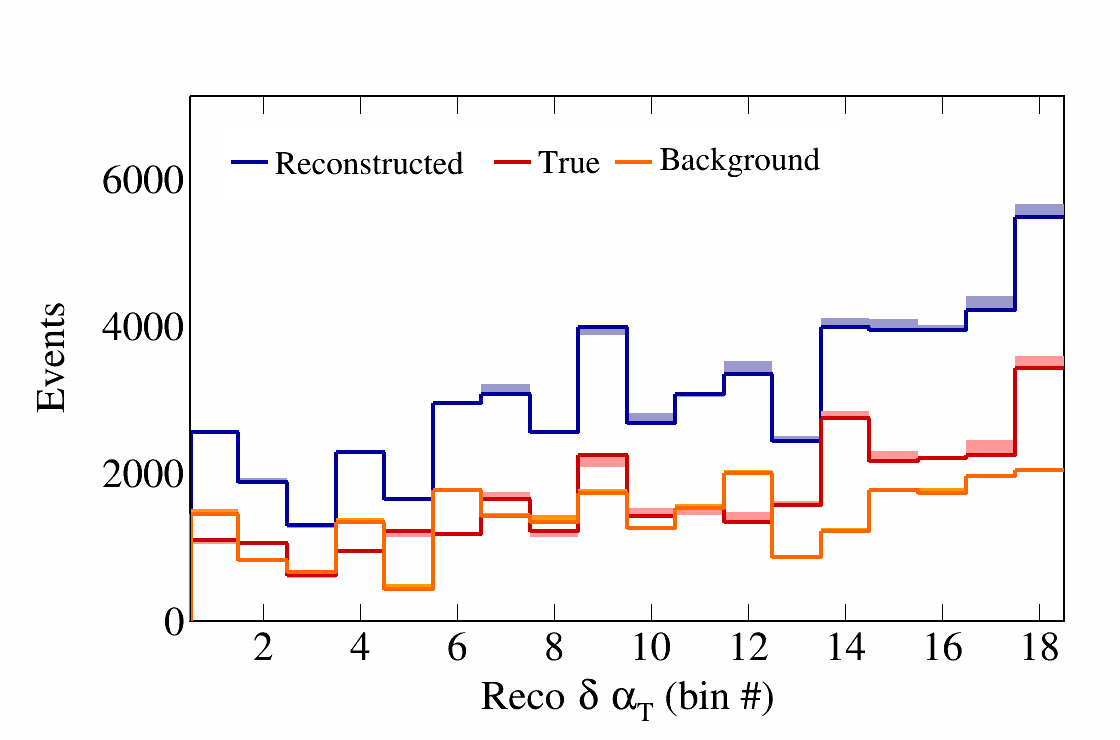 Reconstructed True Background
6000
4000
2000
0
Events
2 4 6 8 10 12 14 16 18
Reco δ α_T (bin #)